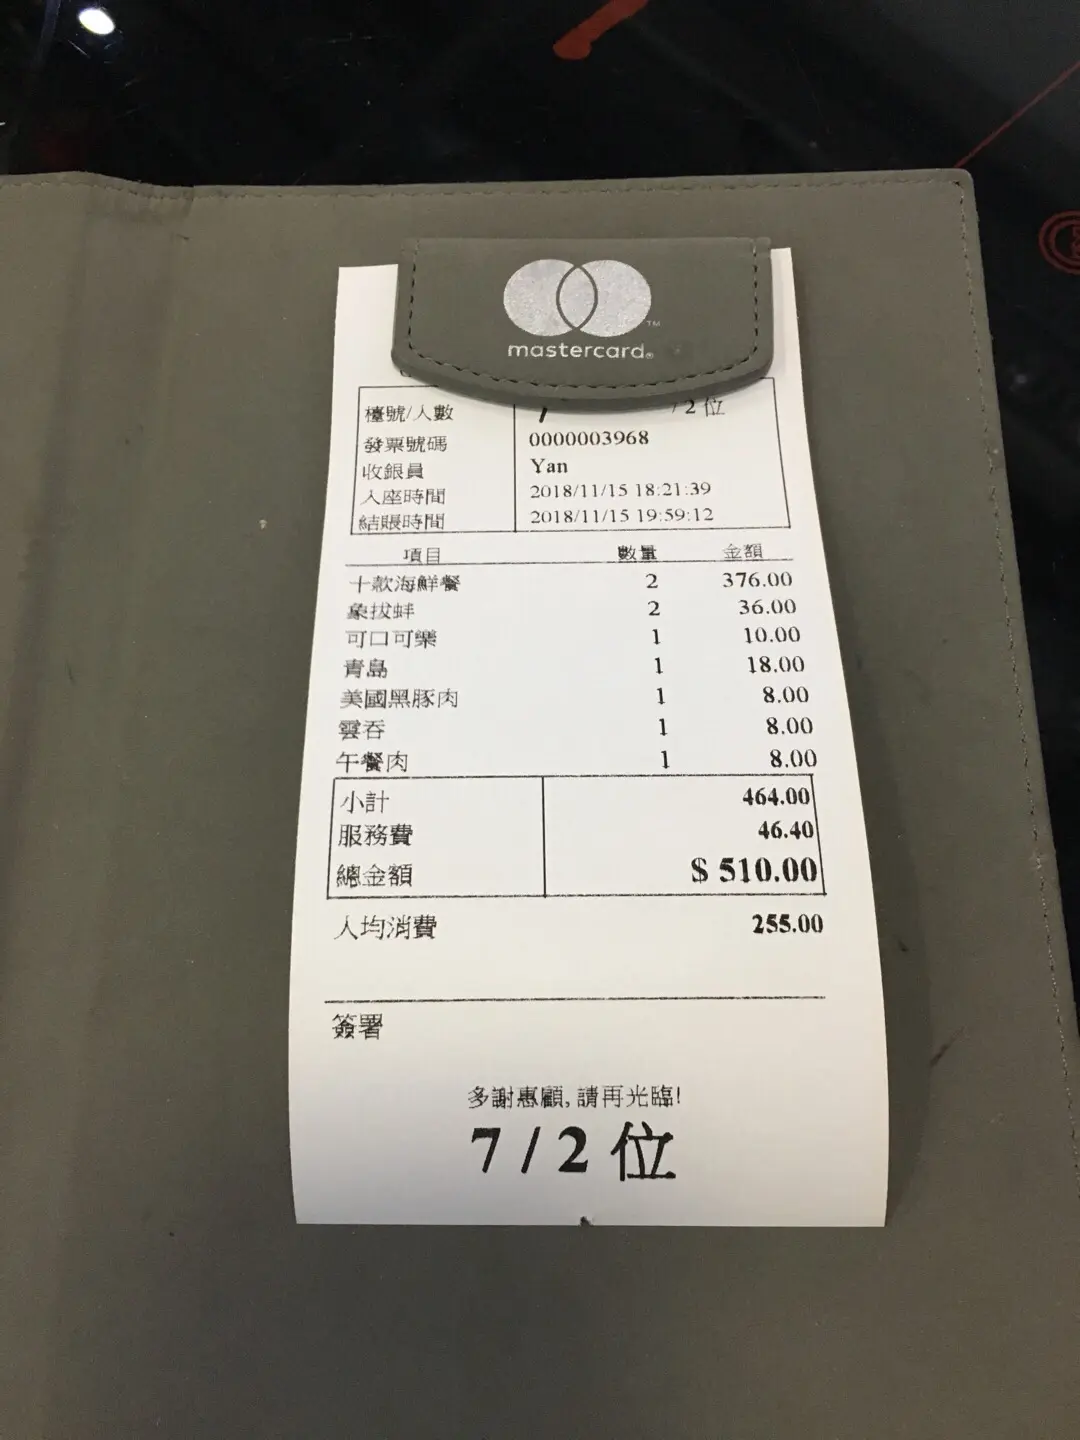 mastercard
檯號/人數 7 / 2 位
發票號碼 0000003968
收銀員 Yan
入座時間 2018/11/15 18:21:39
結賬時間 2018/11/15 19:59:12
項目 數量 金額
十款海鮮餐 2 376.00
象拔蚌 2 36.00
可口可樂 1 10.00
青島 1 18.00
美國黑豚肉 1 8.00
雲吞 1 8.00
午餐肉 1 8.00
小計 464.00
服務費 46.40
總金額 $ 510.00
人均消費 255.00
簽署
多謝惠顧,請再光臨!
7 / 2 位